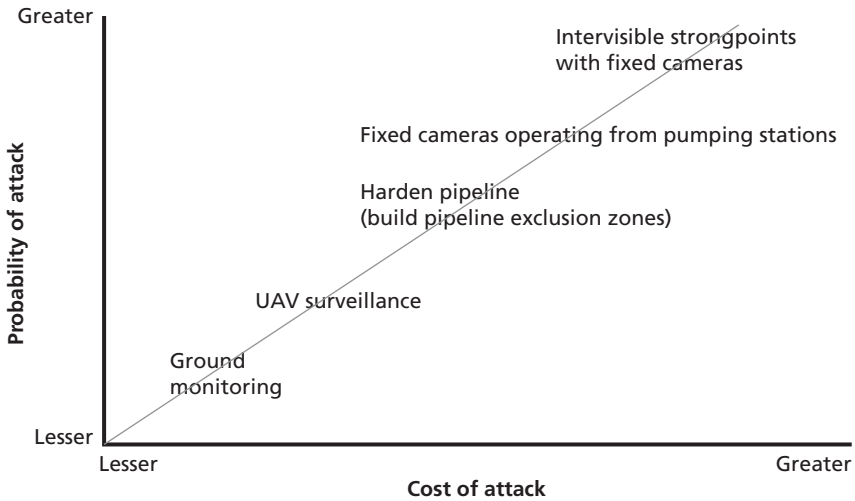 Greater
Intervisible strongpoints
with fixed cameras
Fixed cameras operating from pumping stations
Harden pipeline
(build pipeline exclusion zones)
UAV surveillance
Ground
monitoring
Probability of attack
Lesser
Lesser
Greater
Cost of attack